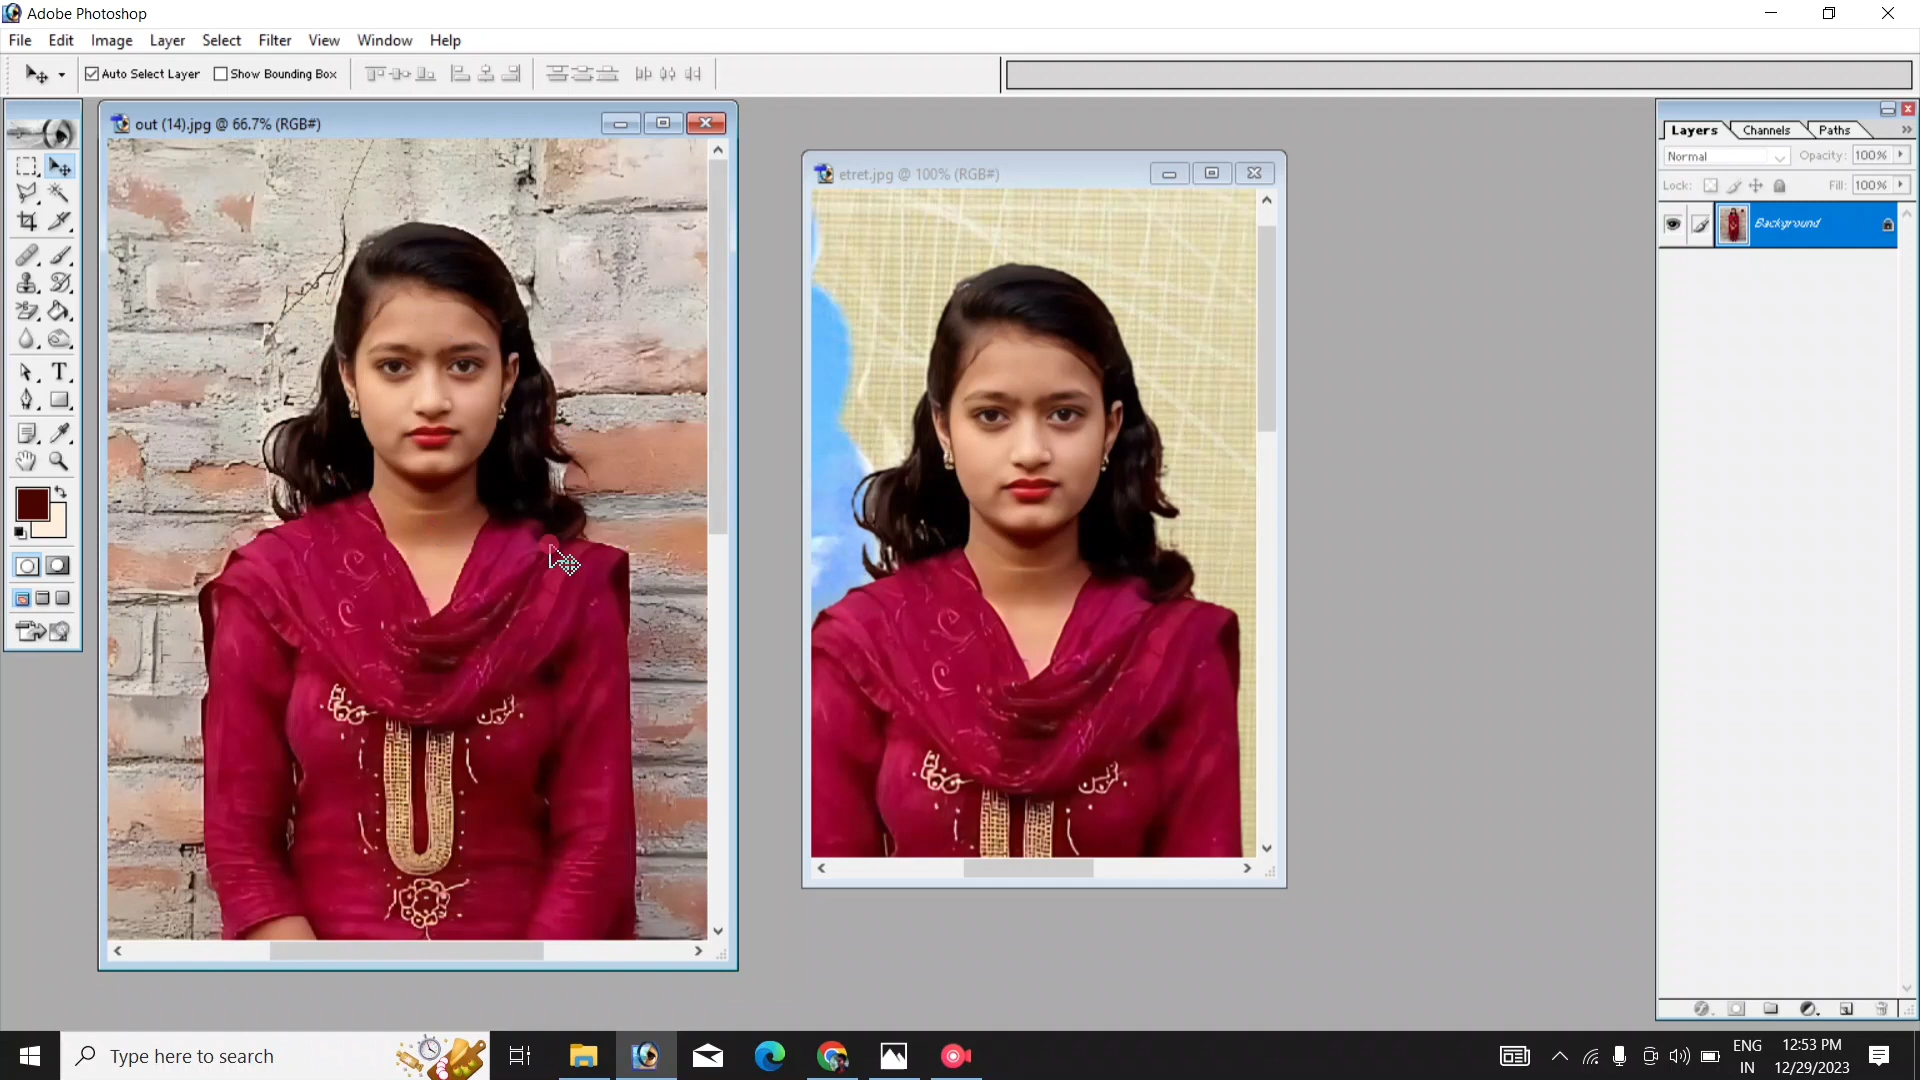 Adobe Photoshop
File Edit Image Layer Select Filter View Window Help
Auto Select Layer Show Bounding Box
out (14).jpg @ 66.7% (RGB#)
etret.jpg @ 100% (RGB#)
Layers Channels Paths
Normal Opacity: 100%
Lock: Fill: 100%
Background
T
Type here to search
ENG
IN
12:53 PM
12/29/2023